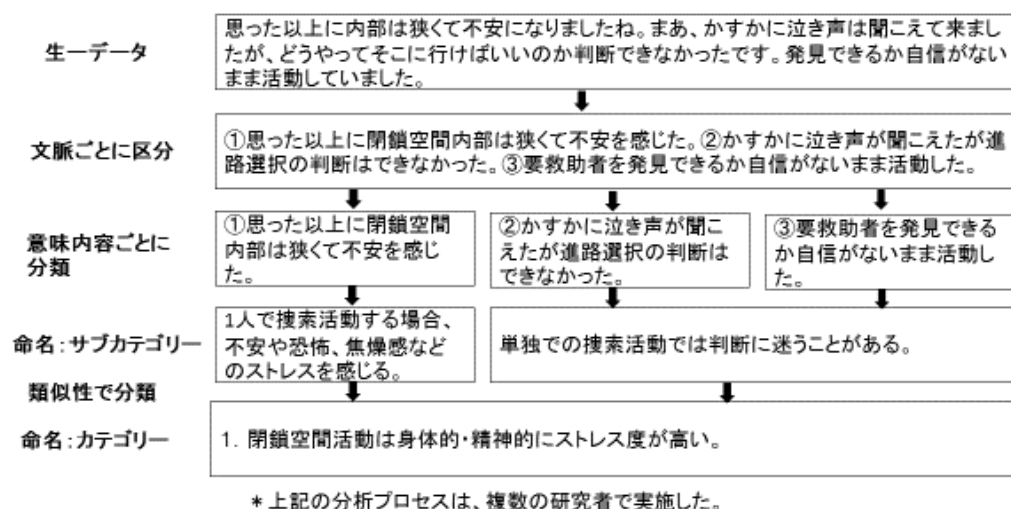 生ーデータ
思った以上に内部は狭くて不安になりましたね。まあ、かすかに泣き声は聞こえて来まし
たが、どうやってそこに行けばいいのか判断できなかったです。発見できるか自信がない
まま活動していました。
文脈ごとに区分
①思った以上に閉鎖空間内部は狭くて不安を感じた。②かすかに泣き声が聞こえたが進
路選択の判断はできなかった。③要救助者を発見できるか自信がないまま活動した。
意味内容ごとに
分類
①思った以上に閉鎖空間
内部は狭くて不安を感じ
た。
②かすかに泣き声が聞こ
えたが進路選択の判断は
できなかった。
③要救助者を発見できる
か自信がないまま活動し
た。
命名：サブカテゴリー
1人で捜索活動する場合、
不安や恐怖、焦燥感など
のストレスを感じる。
単独での捜索活動では判断に迷うことがある。
類似性で分類
命名：カテゴリー
1．閉鎖空間活動は身体的・精神的にストレス度が高い。
＊上記の分析プロセスは、複数の研究者で実施した。